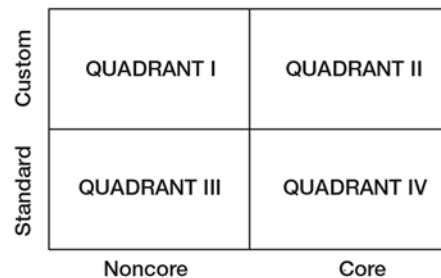 Custom
QUADRANT I
QUADRANT II
Standard
QUADRANT III
QUADRANT IV
Noncore
Core